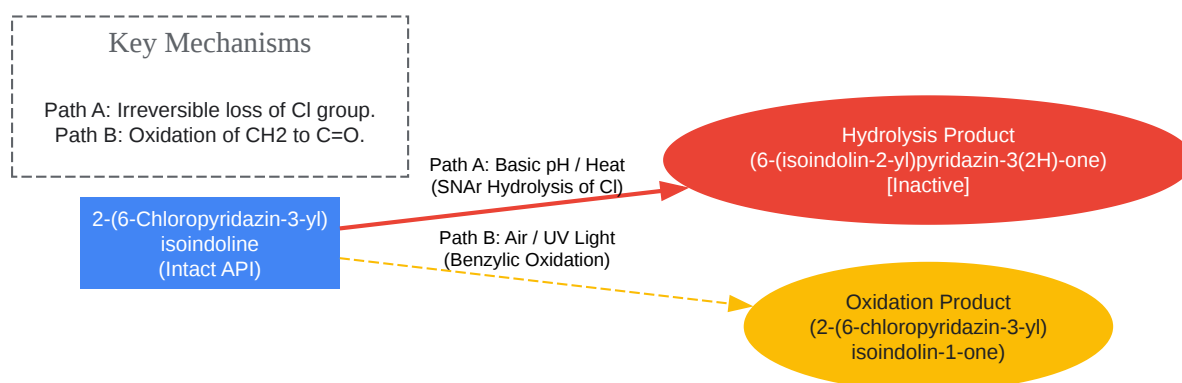 Key Mechanisms
Path A: Irreversible loss of Cl group.
Path B: Oxidation of CH2 to C=O.
2-(6-Chloropyridazin-3-yl)
isoindoline
(Intact API)
Path A: Basic pH / Heat
(SNAr Hydrolysis of Cl)
Path B: Air / UV Light
(Benzylic Oxidation)
Hydrolysis Product
(6-(isoindolin-2-yl)pyridazin-3(2H)-one)
[Inactive]
Oxidation Product
(2-(6-chloropyridazin-3-yl)
isoindolin-1-one)